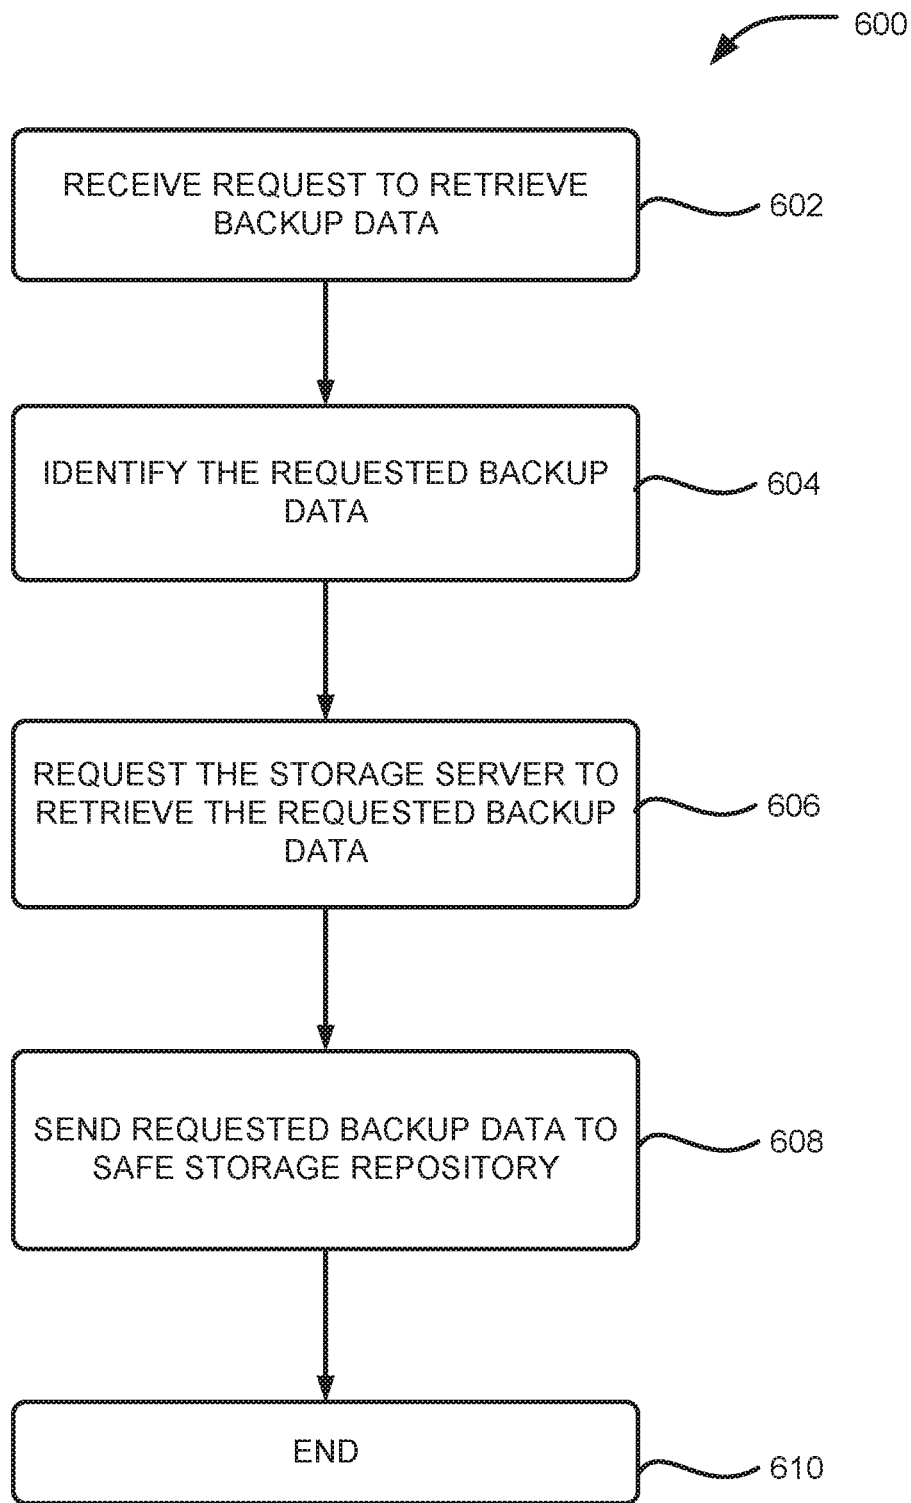 600
RECEIVE REQUEST TO RETRIEVE
BACKUP DATA
602
IDENTIFY THE REQUESTED BACKUP
DATA
604
REQUEST THE STORAGE SERVER TO
RETRIEVE THE REQUESTED BACKUP
DATA
606
SEND REQUESTED BACKUP DATA TO
SAFE STORAGE REPOSITORY
608
END
610